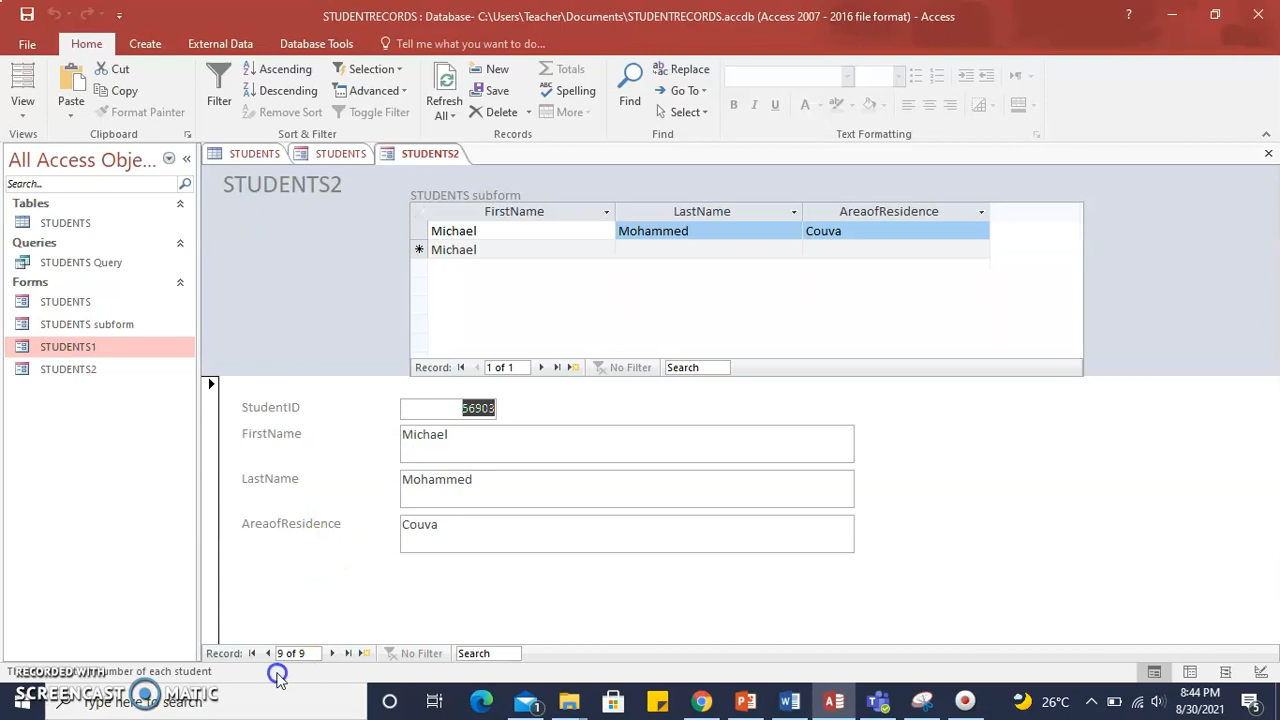 STUDENTRECORDS : Database- C:\Users\Teacher\Documents\STUDENTRECORDS.accdb (Access 2007 - 2016 file format) - Access
?
File Home Create External Data Database Tools Tell me what you want to do...
View
Views
Paste
Cut
Copy
Format Painter
Clipboard
Filter
Ascending
Descending
Remove Sort
Selection
Advanced
Toggle Filter
Sort & Filter
Refresh All
New
Save
Delete
Totals
Spelling
More
Records
Find
Replace
Go To
Select
Find
B I U A
Text Formatting
All Access Obje...
Search...
Tables
STUDENTS
Queries
STUDENTS Query
Forms
STUDENTS
STUDENTS subform
STUDENTS1
STUDENTS2
STUDENTS STUDENTS STUDENTS2
STUDENTS2
STUDENTS subform
FirstName LastName AreaofResidence
Michael Mohammed Couva
Michael
Record: 1 of 1 No Filter Search
StudentID 56903
FirstName Michael
LastName Mohammed
AreaofResidence Couva
Record: 9 of 9 No Filter Search
number of each student
RECORDED WITH
SCREENCAST MATIC
Type here to search
1
26°C
8:44 PM
8/30/2021
5